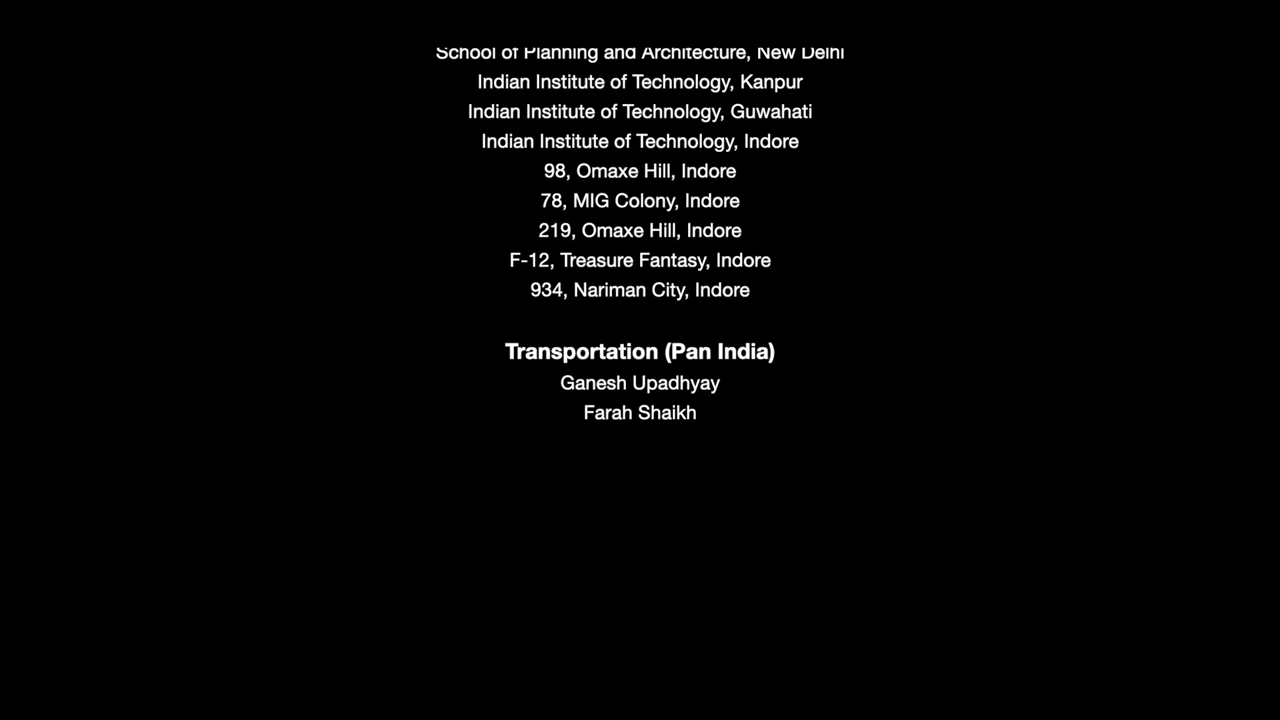 School of Planning and Architecture, New Delhi
Indian Institute of Technology, Kanpur
Indian Institute of Technology, Guwahati
Indian Institute of Technology, Indore
98, Omaxe Hill, Indore
78, MIG Colony, Indore
219, Omaxe Hill, Indore
F-12, Treasure Fantasy, Indore
934, Nariman City, Indore
Transportation (Pan India)
Ganesh Upadhyay
Farah Shaikh